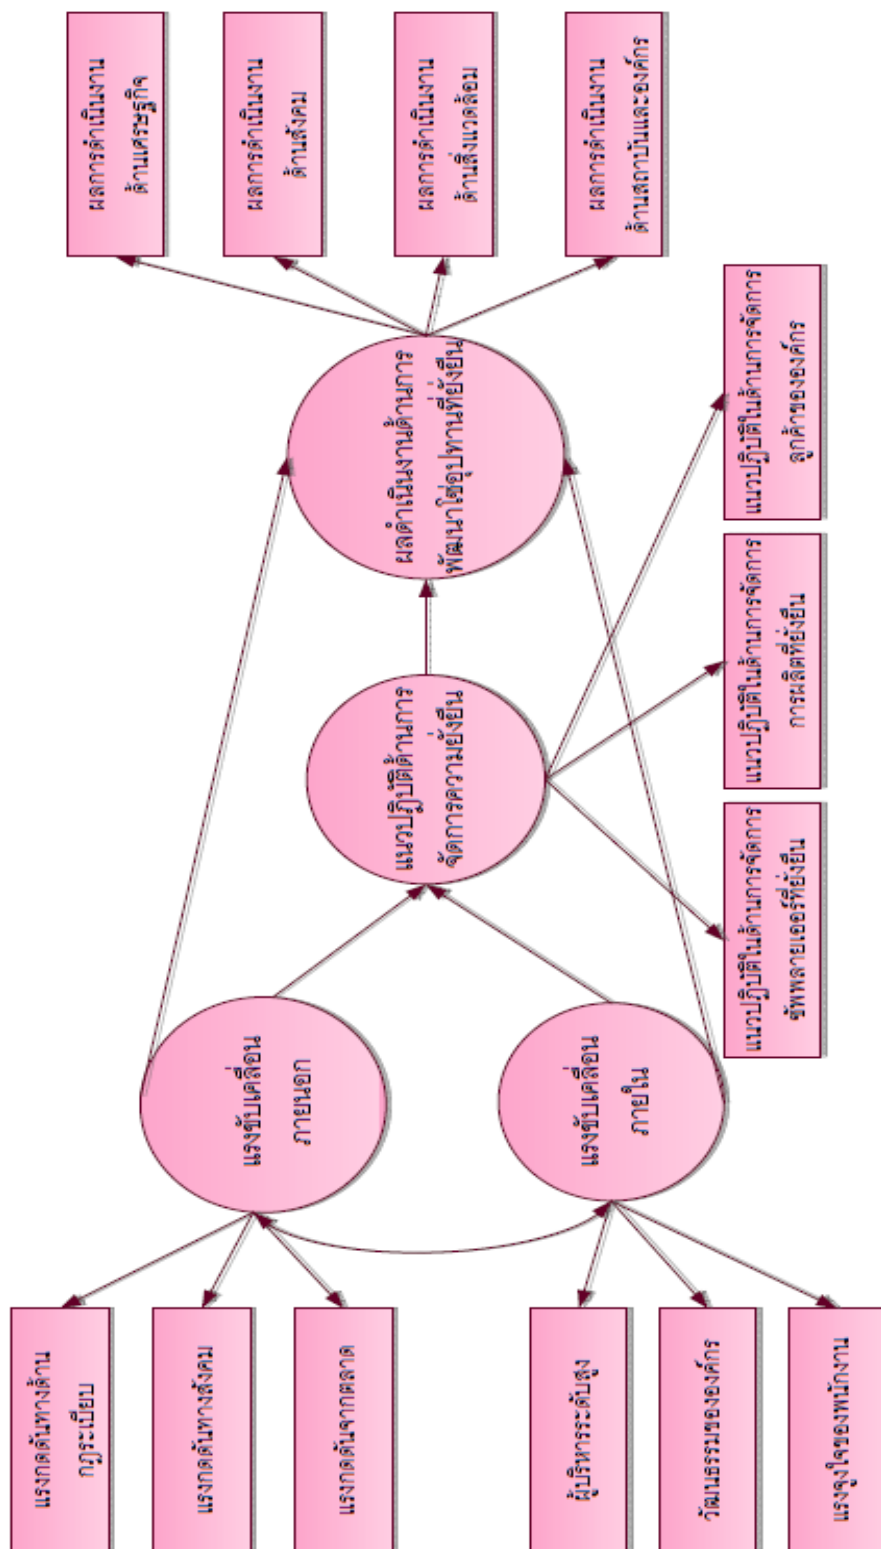 แรงกดดันทางด้าน
กฎระเบียบ
แรงกดดันทางสังคม
แรงกดดันจากตลาด
ผู้บริหารระดับสูง
วัฒนธรรมขององค์กร
แรงจูงใจของพนักงาน
แรงขับเคลื่อน
ภายนอก
แรงขับเคลื่อน
ภายใน
แนวปฏิบัติด้านการ
จัดการความยั่งยืน
แนวปฏิบัติในด้านการจัดการ
ซัพพลายเออร์ที่ยั่งยืน
แนวปฏิบัติในด้านการจัดการ
การผลิตที่ยั่งยืน
แนวปฏิบัติในด้านการจัดการ
ลูกค้าขององค์กร
ผลดำเนินงานด้านการ
พัฒนาโซ่อุปทานที่ยั่งยืน
ผลการดำเนินงาน
ด้านเศรษฐกิจ
ผลการดำเนินงาน
ด้านสังคม
ผลการดำเนินงาน
ด้านสิ่งแวดล้อม
ผลการดำเนินงาน
ด้านสถาบันและองค์กร